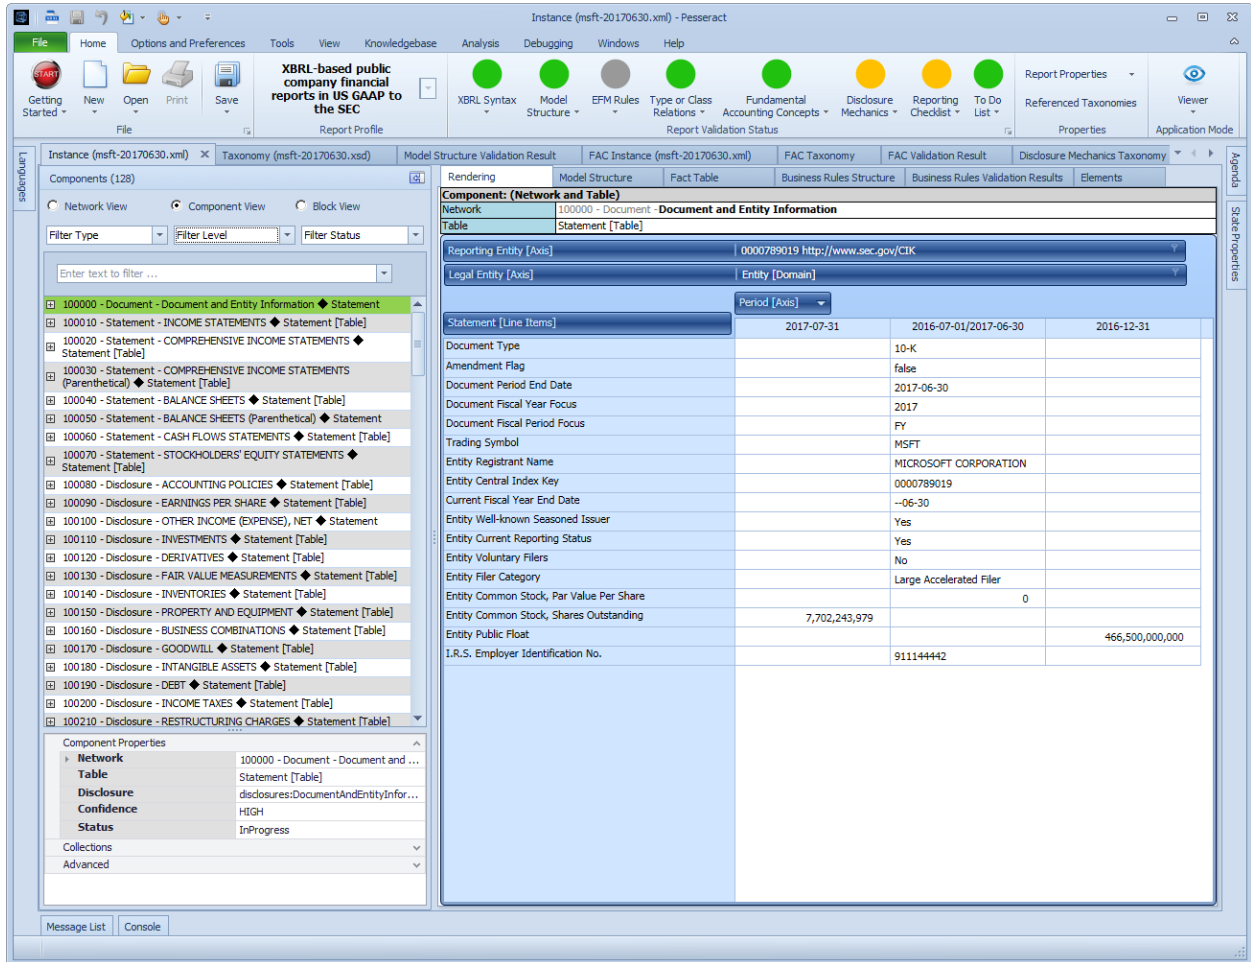 Instance (msft-20170630.xml) - Pesseract
File Home Options and Preferences Tools View Knowledgebase Analysis Debugging Windows Help
START
Getting Started
New
Open
Print
Save
File
XBRL-based public
company financial
reports in US GAAP to
the SEC
Report Profile
XBRL Syntax
Model
Structure
EFM Rules
Type or Class
Relations
Fundamental
Accounting Concepts
Disclosure
Mechanics
Reporting
Checklist
To Do
List
Report Validation Status
Report Properties
Referenced Taxonomies
Properties
Viewer
Application Mode
Languages
Instance (msft-20170630.xml) Taxonomy (msft-20170630.xsd) Model Structure Validation Result FAC Instance (msft-20170630.xml) FAC Taxonomy FAC Validation Result Disclosure Mechanics Taxonomy
Agenda
State Properties
Components (128)
Network View Component View Block View
Filter Type Filter Level Filter Status
Enter text to filter ...
100000 - Document - Document and Entity Information ◆ Statement
100010 - Statement - INCOME STATEMENTS ◆ Statement [Table]
100020 - Statement - COMPREHENSIVE INCOME STATEMENTS ◆
Statement [Table]
100030 - Statement - COMPREHENSIVE INCOME STATEMENTS
(Parenthetical) ◆ Statement [Table]
100040 - Statement - BALANCE SHEETS ◆ Statement [Table]
100050 - Statement - BALANCE SHEETS (Parenthetical) ◆ Statement
100060 - Statement - CASH FLOWS STATEMENTS ◆ Statement [Table]
100070 - Statement - STOCKHOLDERS' EQUITY STATEMENTS ◆
Statement [Table]
100080 - Disclosure - ACCOUNTING POLICIES ◆ Statement [Table]
100090 - Disclosure - EARNINGS PER SHARE ◆ Statement [Table]
100100 - Disclosure - OTHER INCOME (EXPENSE), NET ◆ Statement
100110 - Disclosure - INVESTMENTS ◆ Statement [Table]
100120 - Disclosure - DERIVATIVES ◆ Statement [Table]
100130 - Disclosure - FAIR VALUE MEASUREMENTS ◆ Statement [Table]
100140 - Disclosure - INVENTORIES ◆ Statement [Table]
100150 - Disclosure - PROPERTY AND EQUIPMENT ◆ Statement [Table]
100160 - Disclosure - BUSINESS COMBINATIONS ◆ Statement [Table]
100170 - Disclosure - GOODWILL ◆ Statement [Table]
100180 - Disclosure - INTANGIBLE ASSETS ◆ Statement [Table]
100190 - Disclosure - DEBT ◆ Statement [Table]
100200 - Disclosure - INCOME TAXES ◆ Statement [Table]
100210 - Disclosure - RESTRUCTURING CHARGES ◆ Statement [Table]
Component Properties
Network 100000 - Document - Document and ...
Table Statement [Table]
Disclosure disclosures:DocumentAndEntityInfor...
Confidence HIGH
Status InProgress
Collections
Advanced
Rendering Model Structure Fact Table Business Rules Structure Business Rules Validation Results Elements
Component: (Network and Table)
Network 100000 - Document - Document and Entity Information
Table Statement [Table]
Reporting Entity [Axis] 0000789019 http://www.sec.gov/CIK
Legal Entity [Axis] Entity [Domain]
Period [Axis]
Statement [Line Items] 2017-07-31 2016-07-01/2017-06-30 2016-12-31
Document Type 10-K
Amendment Flag false
Document Period End Date 2017-06-30
Document Fiscal Year Focus 2017
Document Fiscal Period Focus FY
Trading Symbol MSFT
Entity Registrant Name MICROSOFT CORPORATION
Entity Central Index Key 0000789019
Current Fiscal Year End Date --06-30
Entity Well-known Seasoned Issuer Yes
Entity Current Reporting Status Yes
Entity Voluntary Filers No
Entity Filer Category Large Accelerated Filer
Entity Common Stock, Par Value Per Share 0
Entity Common Stock, Shares Outstanding 7,702,243,979
Entity Public Float 466,500,000,000
I.R.S. Employer Identification No. 911144442
Message List Console